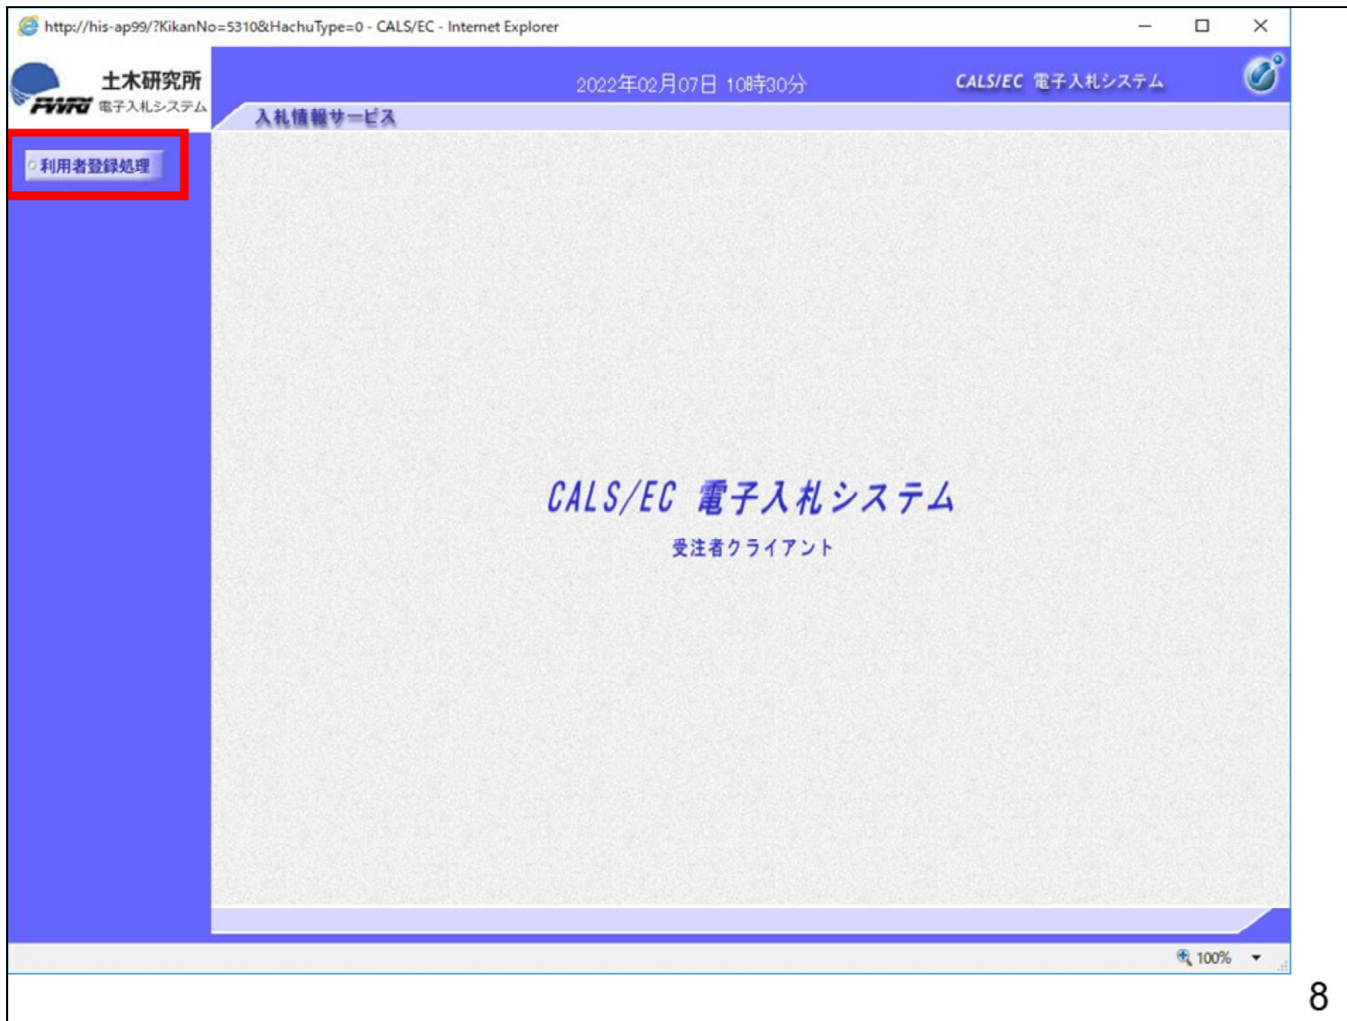 http://his-ap99/?KikanNo=5310&HachuType=0 - CALS/EC - Internet Explorer
土木研究所
PWRI 電子入札システム
2022年02月07日 10時30分
CALS/EC 電子入札システム
入札情報サービス
利用者登録処理
CALS/EC 電子入札システム
受注者クライアント
100%
8